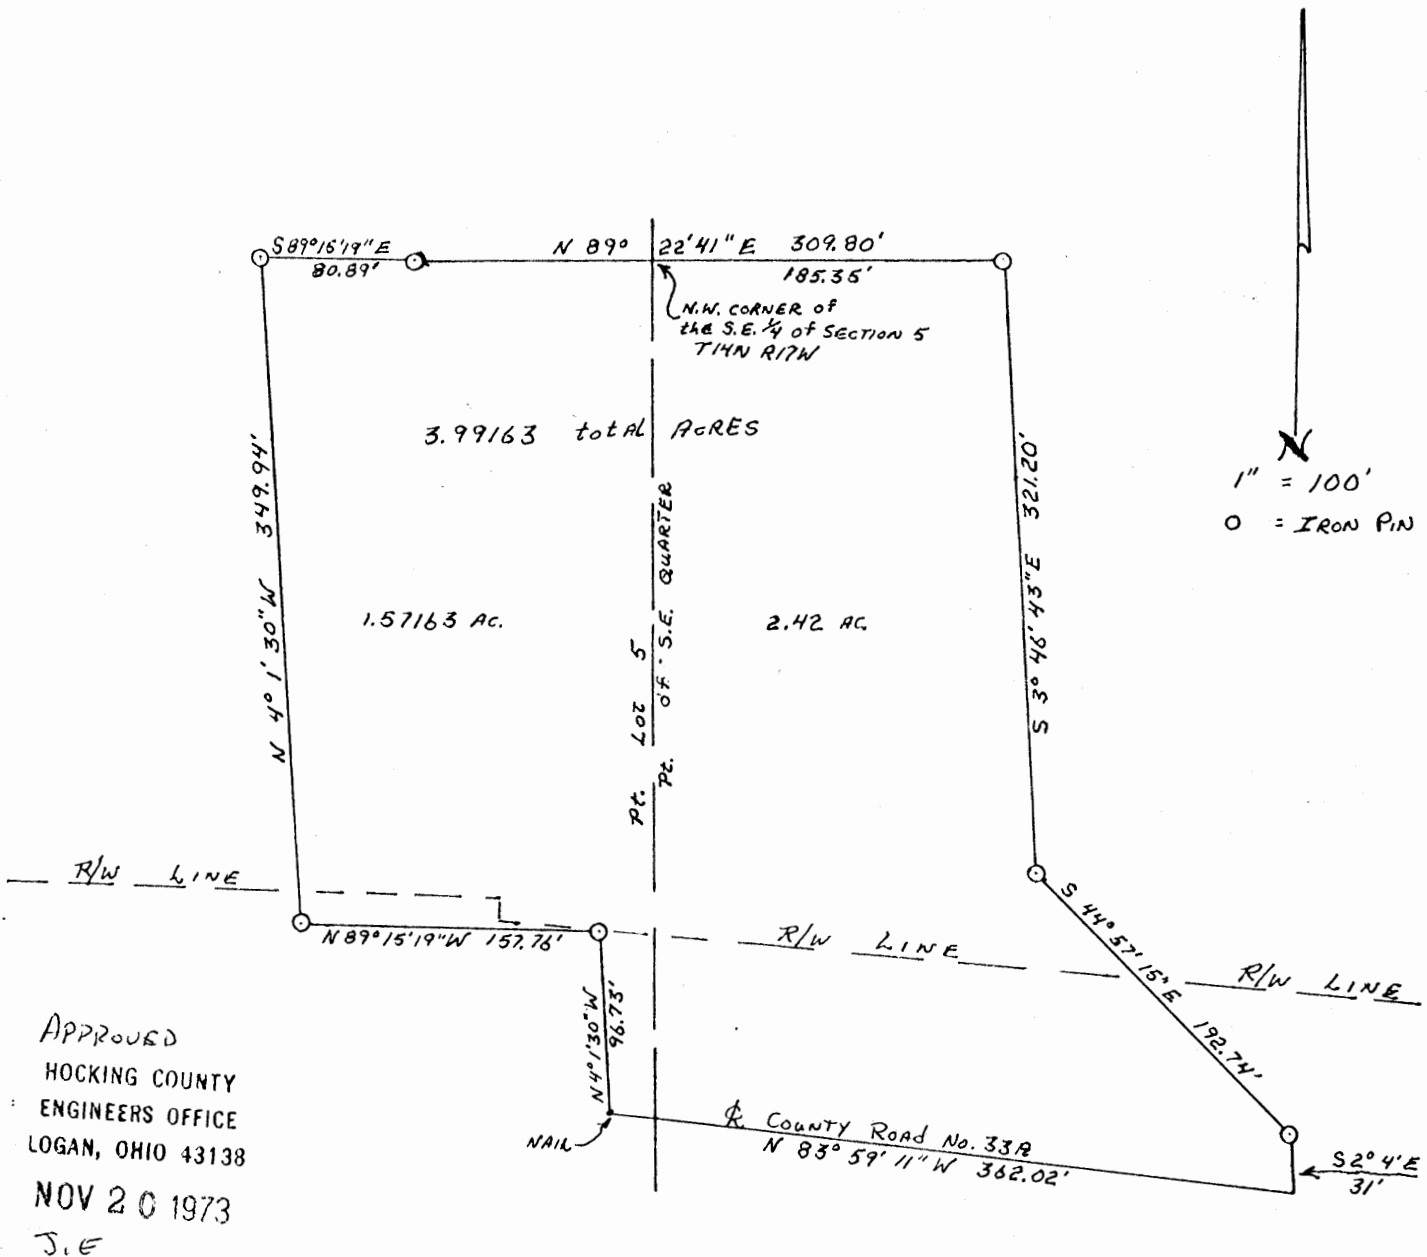 S 89° 15' 19" E
80.89'
N 89° 22' 41" E 309.80'
185.35'
N.W. CORNER of
the S.E. ¼ of SECTION 5
T14N R17W
3.99163 total ACRES
N 4° 1' 30" W 349.94'
S 3° 46' 43" E 321.20'
N
1" = 100'
O = IRON PIN
1.57163 AC.
2.42 AC.
Pt. LOT 5
Pt. of S.E. QUARTER
R/W LINE
N 89° 15' 19" W 157.76'
R/W LINE
R/W LINE
S 44° 57' 15" E 192.74'
N 4° 1' 30" W
96.73'
NAIL
℄ COUNTY ROAD No. 33A
N 83° 59' 11" W 362.02'
S 2° 4' E
31'
APPROVED
HOCKING COUNTY
ENGINEERS OFFICE
LOGAN, OHIO 43138
NOV 20 1973
J.E